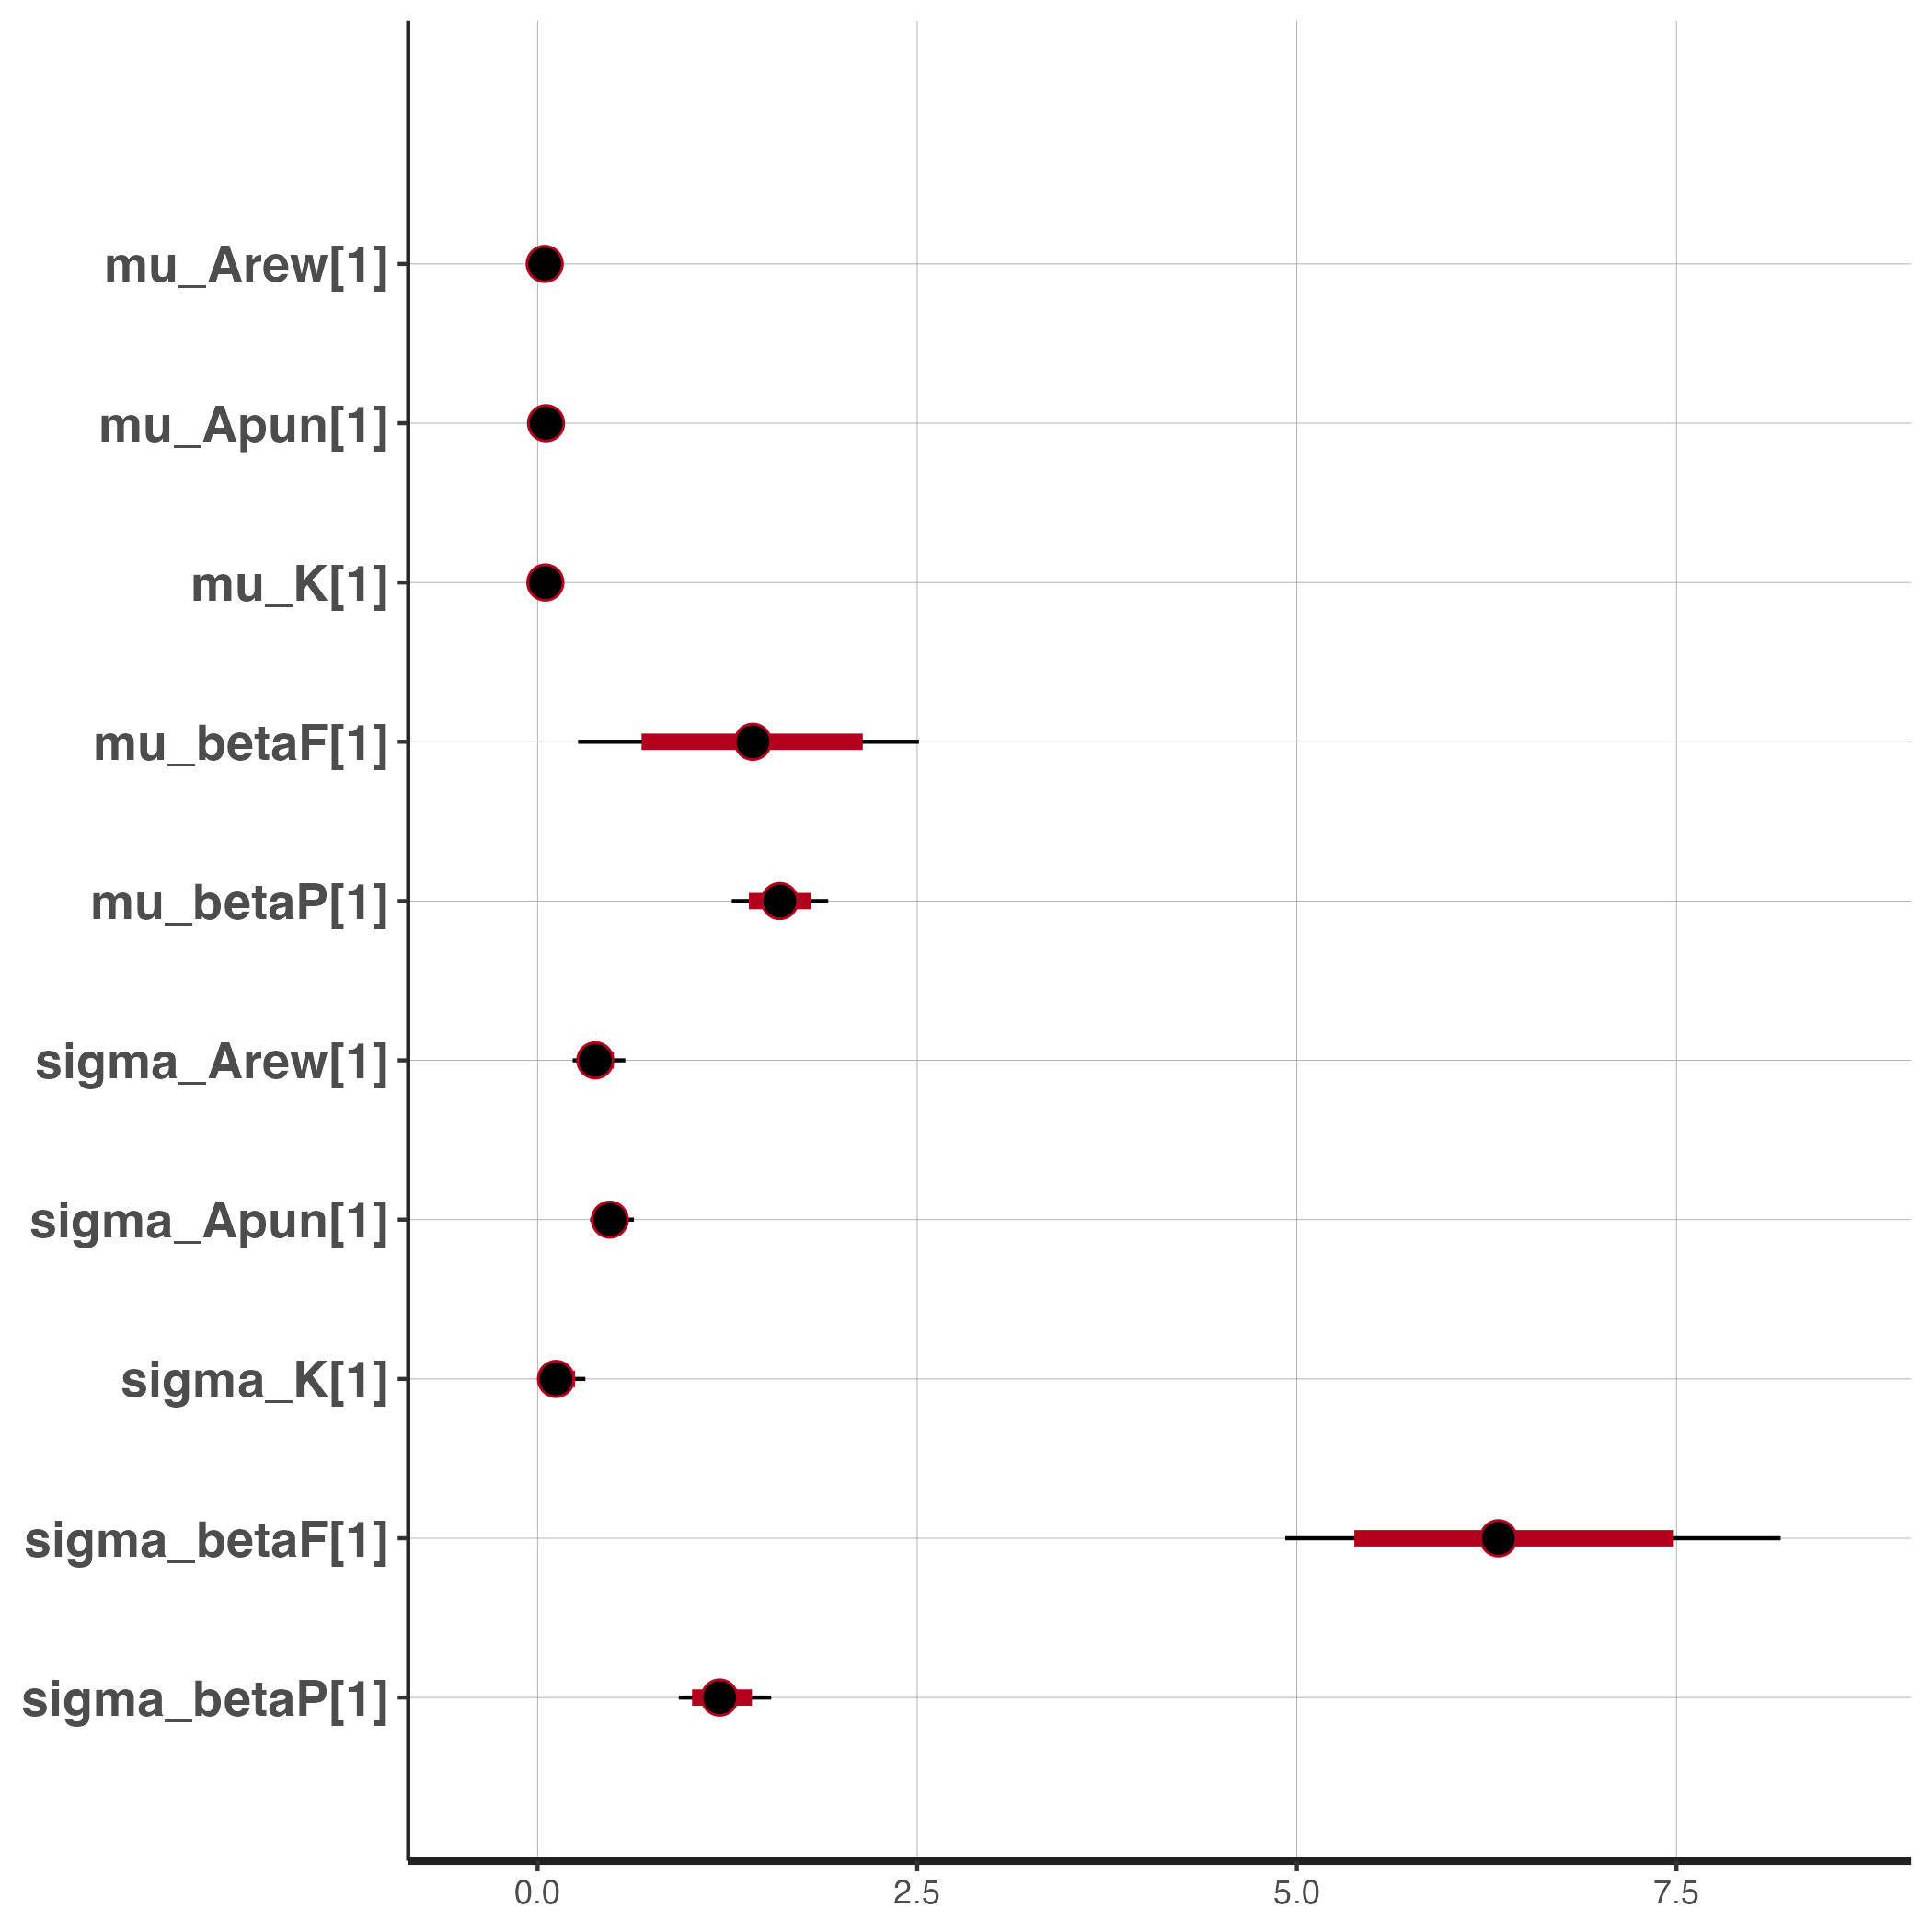 mu_Arew[1]
mu_Apun[1]
mu_K[1]
mu_betaF[1]
mu_betaP[1]
sigma_Arew[1]
sigma_Apun[1]
sigma_K[1]
sigma_betaF[1]
sigma_betaP[1]
0.0 2.5 5.0 7.5